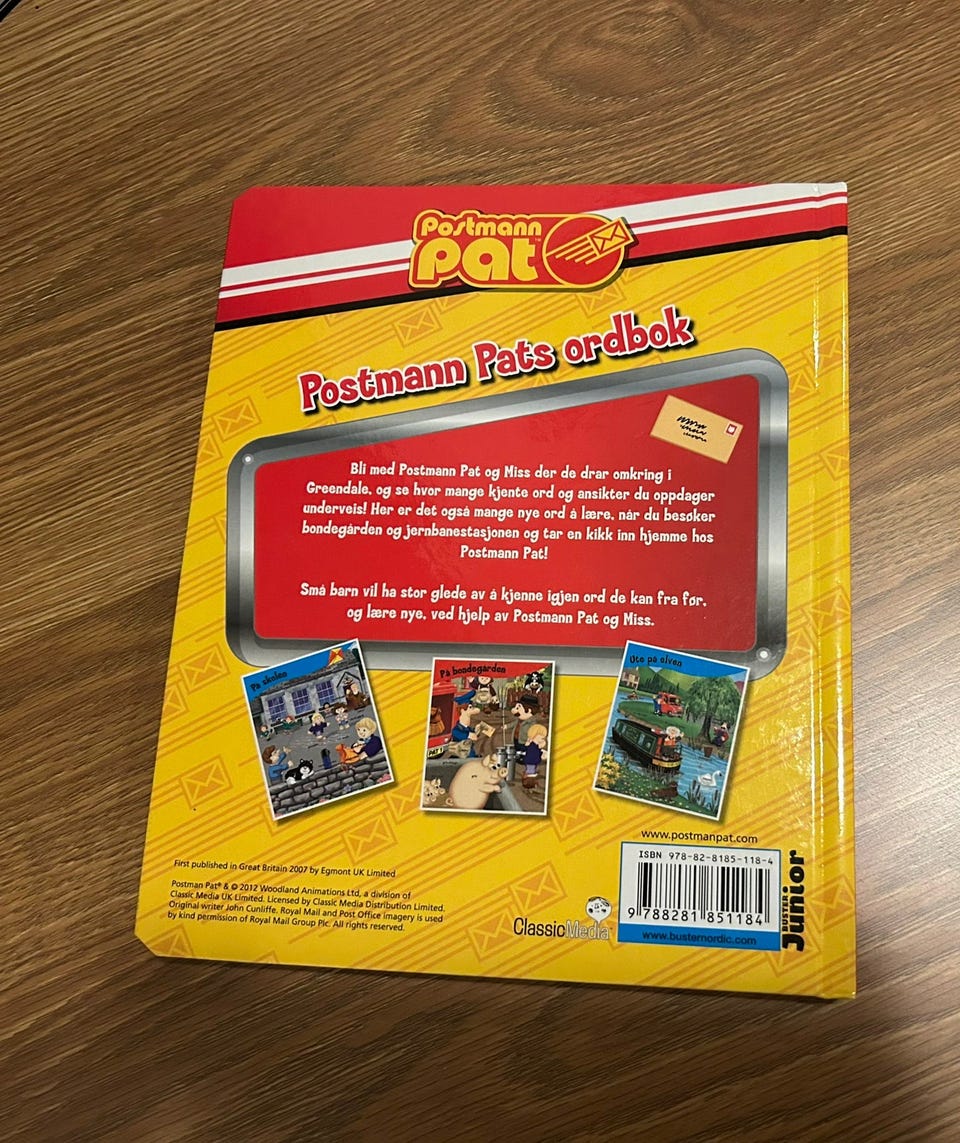 Postmann
pat™
Postmann Pats ordbok
Bli med Postmann Pat og Miss der de drar omkring i
Greendale, og se hvor mange kjente ord og ansikter du oppdager
underveis! Her er det også mange nye ord å lære, når du besøker
bondegården og jernbanestasjonen og tar en kikk inn hjemme hos
Postmann Pat!
Små barn vil ha stor glede av å kjenne igjen ord de kan fra før,
og lære nye, ved hjelp av Postmann Pat og Miss.
På skolen
På bondegården
PAT 1
Ute på elven
www.postmanpat.com
First published in Great Britain 2007 by Egmont UK Limited
Postman Pat® & © 2012 Woodland Animations Ltd, a division of
Classic Media UK Limited. Licensed by Classic Media Distribution Limited.
Original writer John Cunliffe. Royal Mail and Post Office imagery is used
by kind permission of Royal Mail Group Plc. All rights reserved.
ClassicMedia
ISBN 978-82-8185-118-4
9 788281 851184
www.busternordic.com
BUSTER
Junior